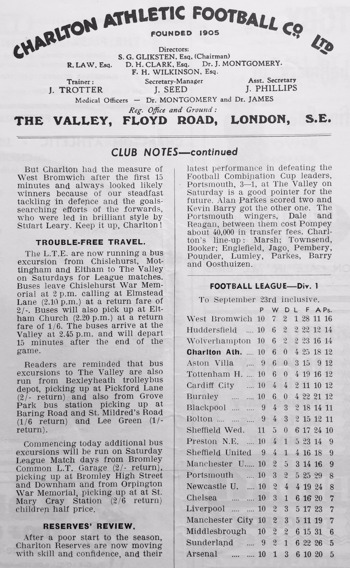 CHARLTON ATHLETIC FOOTBALL Co. LTD
FOUNDED 1905
Directors:
S. G. GLIKSTEN, Esq. (Chairman)
R. LAW, Esq. D. H. CLARK, Esq. Dr. J. MONTGOMERY.
F. H. WILKINSON, Esq.
Trainer: Secretary-Manager Asst. Secretary
J. TROTTER J. SEED J. PHILLIPS
Medical Officers — Dr. MONTGOMERY and Dr. JAMES
Reg. Office and Ground:
THE VALLEY, FLOYD ROAD, LONDON, S.E.
CLUB NOTES—continued
But Charlton had the measure of
West Bromwich after the first 15
minutes and always looked likely
winners because of our steadfast
tackling in defence and the goals-
searching efforts of the forwards,
who were led in brilliant style by
Stuart Leary. Keep it up, Charlton!
TROUBLE-FREE TRAVEL.
The L.T.E. are now running a bus
excursion from Chislehurst, Mot-
tingham and Eltham to The Valley
on Saturdays for League matches.
Buses leave Chislehurst War Mem-
orial at 2 p.m. calling at Elmstead
Lane (2.10 p.m.) at a return fare of
2/-. Buses will also pick up at Elt-
ham Church (2.20 p.m.) at a return
fare of 1/6. The buses arrive at the
Valley at 2.45 p.m. and will depart
15 minutes after the end of the
game.
Readers are reminded that bus
excursions to The Valley are also
run from Bexleyheath trolleybus
depot, picking up at Pickford Lane
(2/- return) and also from Grove
Park bus station picking up at
Baring Road and St. Mildred's Road
(1/6 return) and Lee Green (1/-
return).
Commencing today additional bus
excursions will be run on Saturday
League Match days from Bromley
Common L.T. Garage (2/- return),
picking up at Bromley High Street
and Downham and from Orpington
War Memorial, picking up at at St.
Mary Cray Station (2/6 return)
children half price.
RESERVES' REVIEW.
After a poor start to the season,
Charlton Reserves are now moving
with skill and confidence, and their
latest performance in defeating the
Football Combination Cup leaders,
Portsmouth, 3—1, at The Valley on
Saturday is a good pointer for the
future. Alan Parkes scored two and
Kevin Barry got the other one. The
Portsmouth wingers, Dale and
Reagan, between them cost Pompey
about £40,000 in transfer fees. Charl-
ton's line-up: Marsh; Townsend,
Hooker; Englefield, Jago, Pembery;
Pounder, Lumley, Parkes, Barry
and Oosthuizen.
FOOTBALL LEAGUE—Div. 1
To September 23rd inclusive.
P W D L F A Ps.
West Bromwich 10 7 2 1 28 11 16
Huddersfield ... 10 6 2 2 22 12 14
Wolverhampton 10 6 2 2 23 16 14
Charlton Ath. ... 10 6 0 4 25 18 12
Aston Villa ... 9 6 0 3 15 9 12
Tottenham H. ... 10 6 0 4 19 16 12
Cardiff City ... 10 4 4 2 11 10 12
Burnley ... ... 10 6 0 4 22 21 12
Blackpool ... ... 9 4 3 2 18 14 11
Bolton ... ... ... 9 4 3 2 15 12 11
Sheffield Wed. ... 11 5 0 6 17 24 10
Preston N.E. ... 10 4 1 5 23 14 9
Sheffield United 9 4 1 4 16 18 9
Manchester U. ... 10 2 5 3 14 16 9
Portsmouth ... 10 3 2 5 25 29 8
Newcastle U. ... 10 2 4 4 19 24 8
Chelsea ... ... 10 3 1 6 16 20 7
Liverpool ... ... 10 2 3 5 17 23 7
Manchester City 10 2 3 5 11 19 7
Middlesbrough 10 2 2 6 15 31 6
Sunderland ... 9 2 1 6 22 26 5
Arsenal ... ... 10 1 3 6 10 20 5